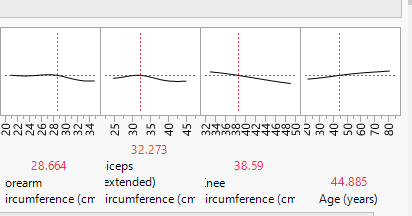 20 22 24 26 28 30 32 34
25 30 35 40 45
32 34 36 38 40 42 44 46 48 50
20 30 40 50 60 70 80
28.664
32.273
38.59
44.885
orearm
iceps
nee
Age (years)
ircumference (cm
extended)
ircumference (cm
ircumference (cm